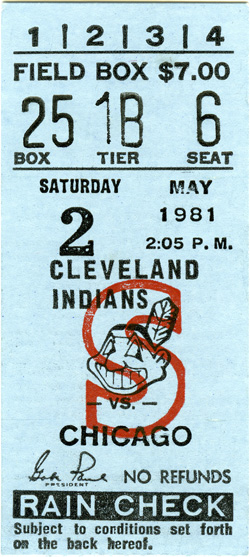 1 | 2 | 3 | 4
FIELD BOX $7.00
25 1B 6
BOX TIER SEAT
SATURDAY MAY
2 1981
2:05 P. M.
CLEVELAND
INDIANS
S
— VS. —
CHICAGO
PRESIDENT NO REFUNDS
RAIN CHECK
Subject to conditions set forth
on the back hereof.